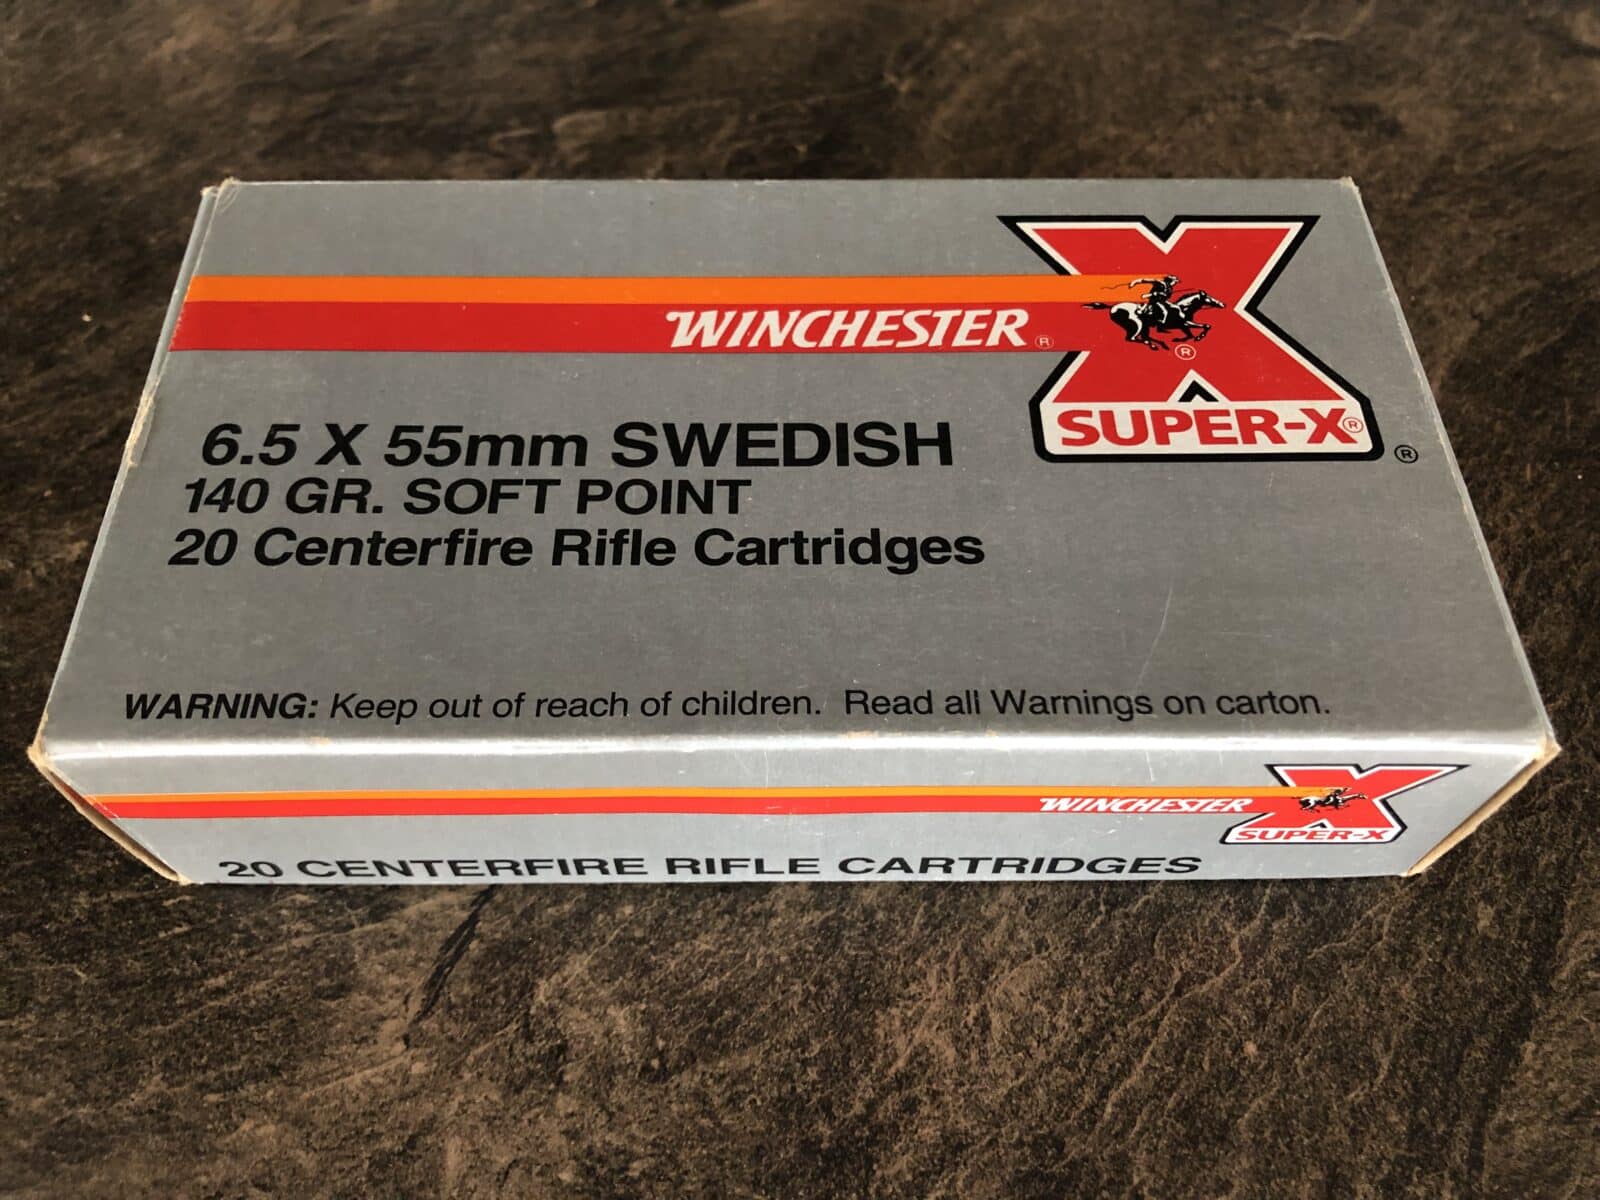 WINCHESTER ®
®
SUPER-X®
®
6.5 X 55mm SWEDISH
140 GR. SOFT POINT
20 Centerfire Rifle Cartridges
WARNING: Keep out of reach of children. Read all Warnings on carton.
WINCHESTER
SUPER-X
20 CENTERFIRE RIFLE CARTRIDGES